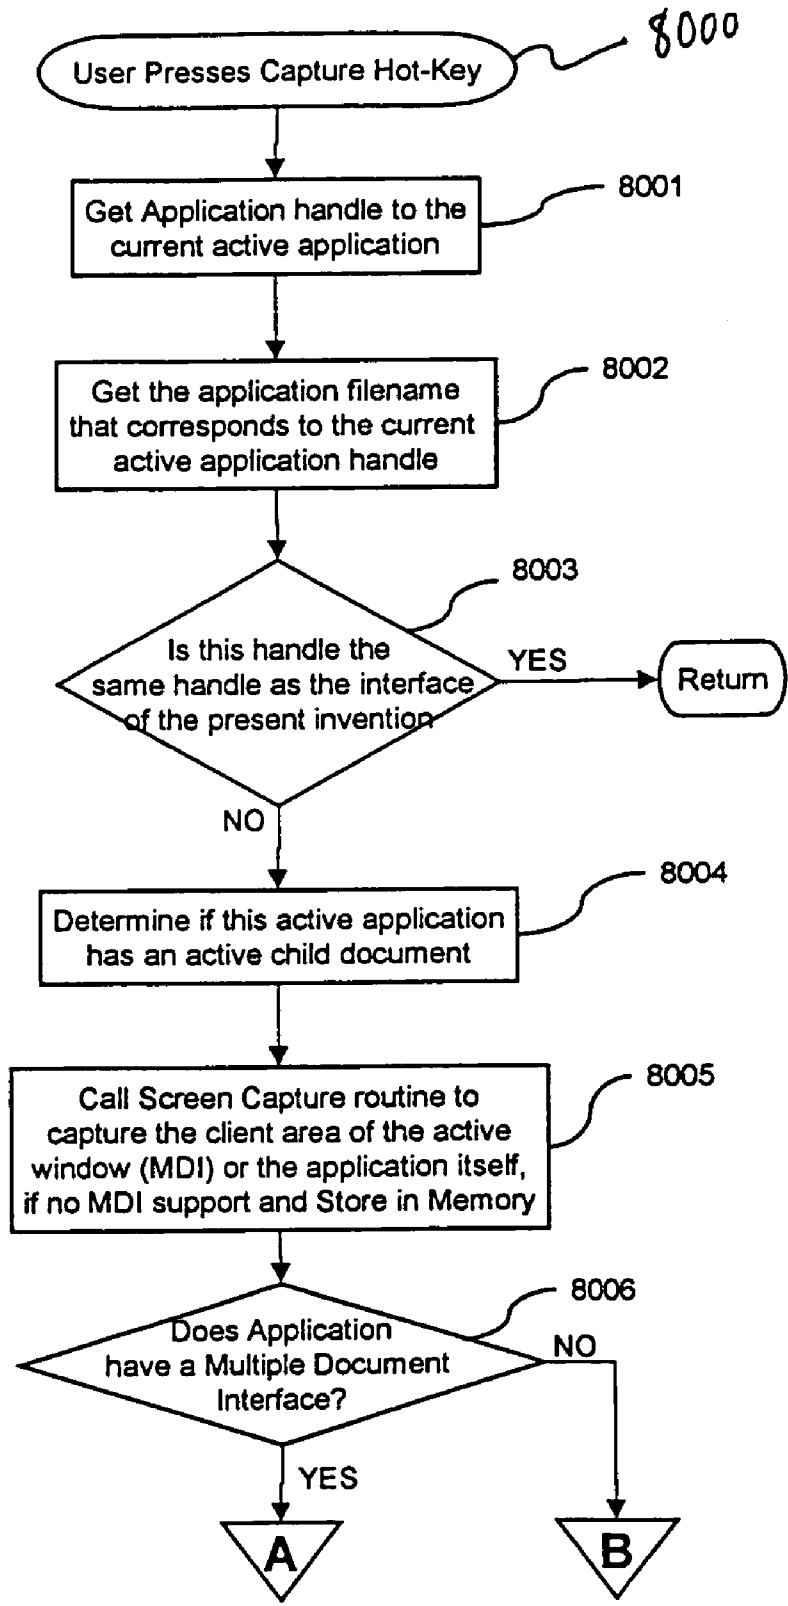 8000
User Presses Capture Hot-Key
8001
Get Application handle to the
current active application
8002
Get the application filename
that corresponds to the current
active application handle
8003
Is this handle the
same handle as the interface
of the present invention
YES
Return
NO
8004
Determine if this active application
has an active child document
8005
Call Screen Capture routine to
capture the client area of the active
window (MDI) or the application itself,
if no MDI support and Store in Memory
8006
Does Application
have a Multiple Document
Interface?
NO
YES
A
B